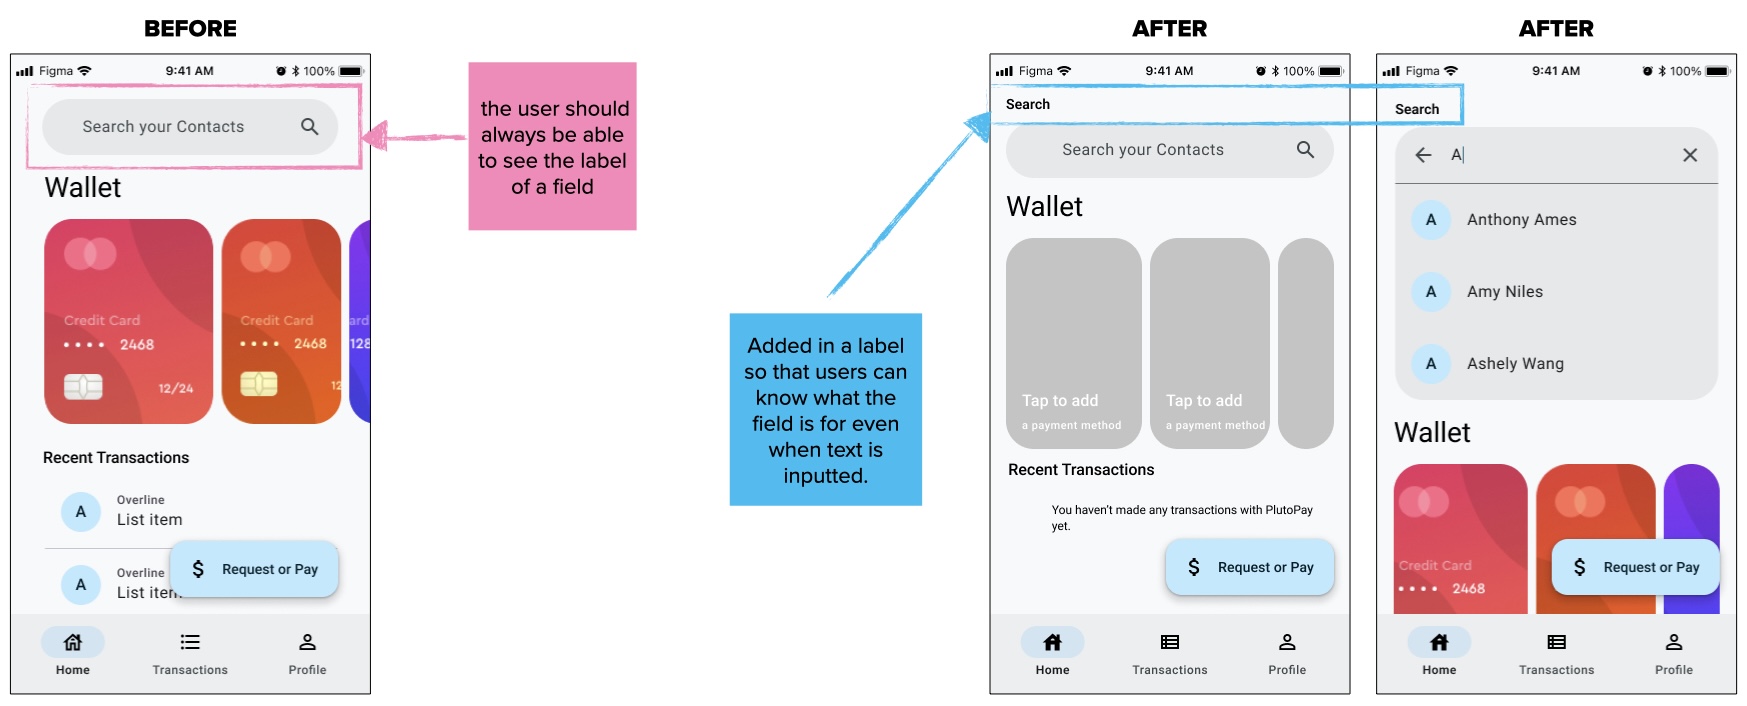 BEFORE
Figma
9:41 AM
100%
Search your Contacts
Wallet
Credit Card
2468
12/24
Credit Card
2468
12
ard
128
Recent Transactions
A
Overline
List item
A
Overline
List item
$ Request or Pay
Home
Transactions
Profile
the user should
always be able
to see the label
of a field
Added in a label
so that users can
know what the
field is for even
when text is
inputted.
AFTER
Figma
9:41 AM
100%
Search
Search your Contacts
Wallet
Tap to add
a payment method
Tap to add
a payment method
Recent Transactions
You haven't made any transactions with PlutoPay
yet.
$ Request or Pay
Home
Transactions
Profile
AFTER
Figma
9:41 AM
100%
Search
A
A Anthony Ames
A Amy Niles
A Ashely Wang
Wallet
Credit Card
2468
$ Request or Pay
Home
Transactions
Profile